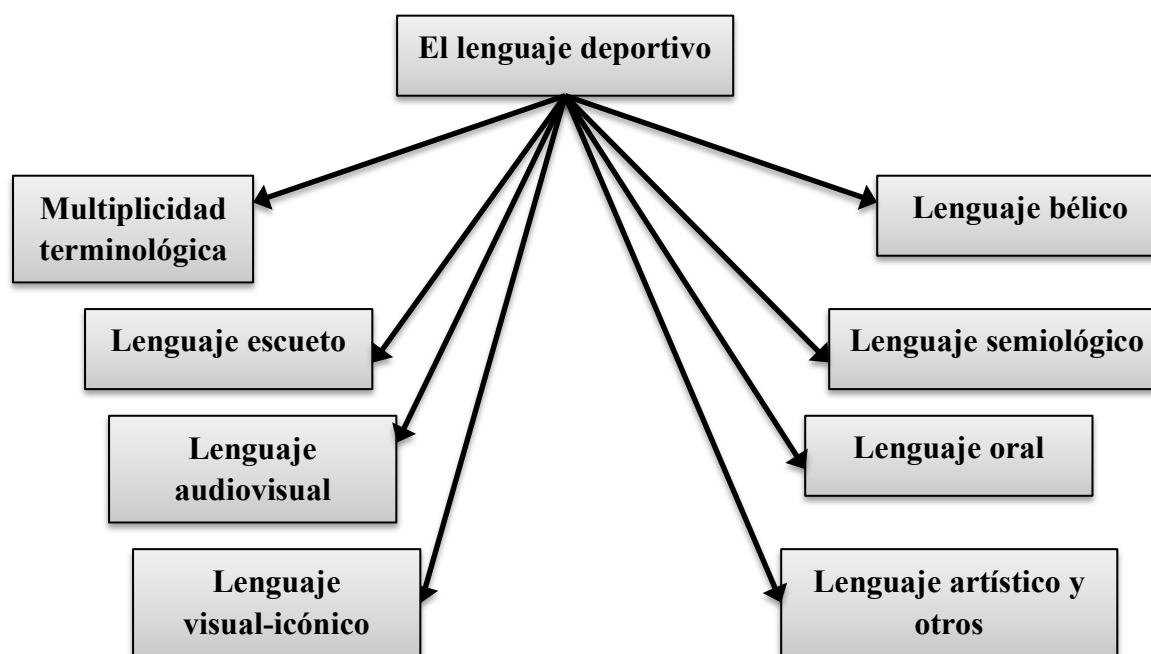 El lenguaje deportivo
Multiplicidad
terminológica
Lenguaje bélico
Lenguaje escueto
Lenguaje semiológico
Lenguaje
audiovisual
Lenguaje oral
Lenguaje
visual-icónico
Lenguaje artístico y
otros